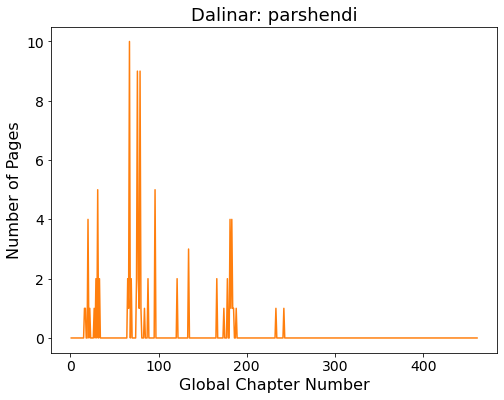 Dalinar: parshendi
10
8
6
4
2
0
Number of Pages
0 100 200 300 400
Global Chapter Number